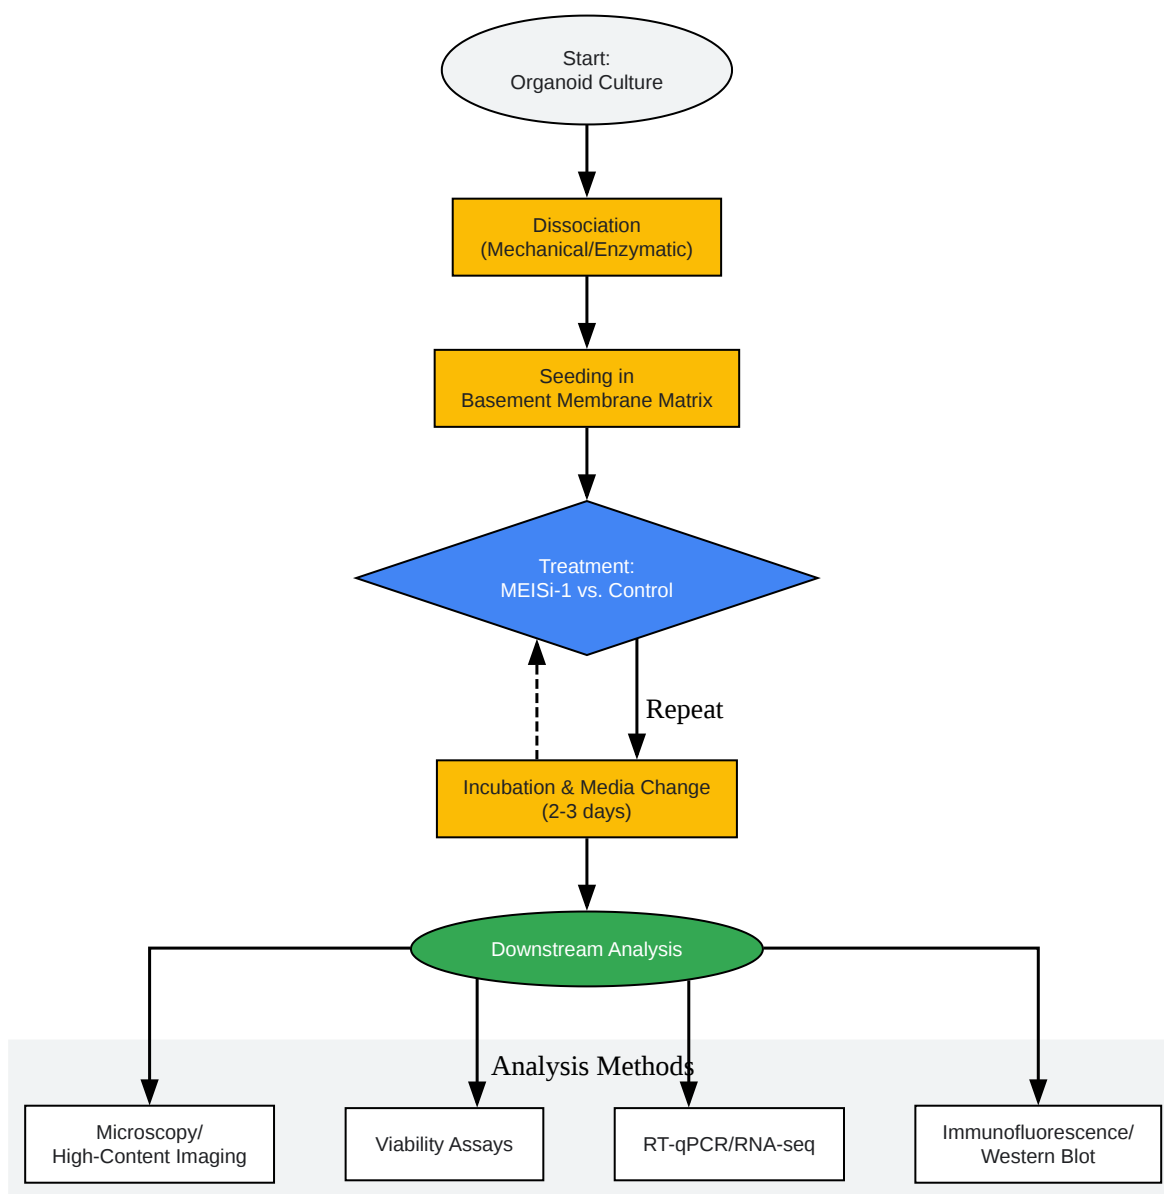 Start:
Organoid Culture
Dissociation
(Mechanical/Enzymatic)
Seeding in
Basement Membrane Matrix
Treatment:
MEISi-1 vs. Control
Repeat
Incubation & Media Change
(2-3 days)
Downstream Analysis
Analysis Methods
Microscopy/
High-Content Imaging
Viability Assays
RT-qPCR/RNA-seq
Immunofluorescence/
Western Blot